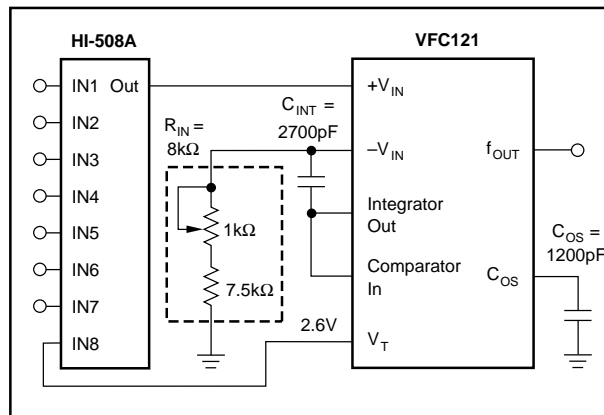 HI-508A
VFC121
IN1 Out
IN2
IN3
IN4
IN5
IN6
IN7
IN8
R_IN =
8kΩ
C_INT =
2700pF
1kΩ
7.5kΩ
2.6V
+V_IN
–V_IN
f_OUT
Integrator
Out
Comparator
In
C_OS
V_T
C_OS =
1200pF